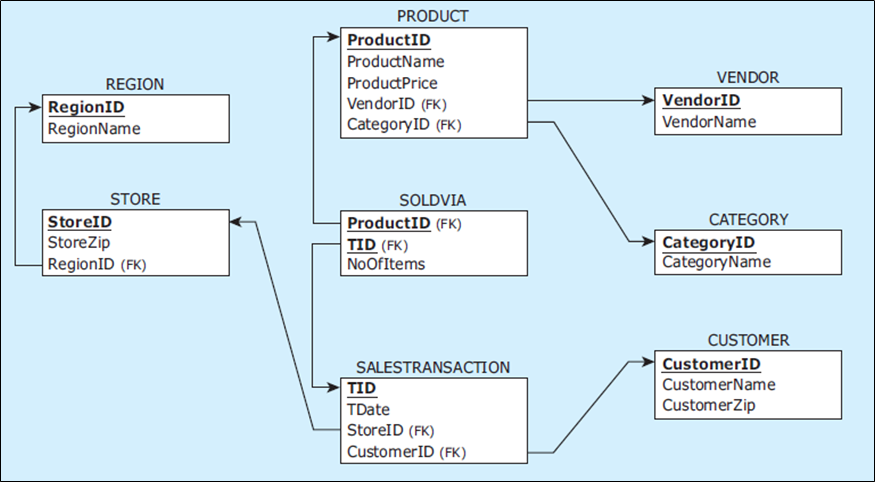 REGION
RegionID
RegionName
STORE
StoreID
StoreZip
RegionID (FK)
PRODUCT
ProductID
ProductName
ProductPrice
VendorID (FK)
CategoryID (FK)
SOLDVIA
ProductID (FK)
TID (FK)
NoOfItems
SALESTRANSACTION
TID
TDate
StoreID (FK)
CustomerID (FK)
VENDOR
VendorID
VendorName
CATEGORY
CategoryID
CategoryName
CUSTOMER
CustomerID
CustomerName
CustomerZip